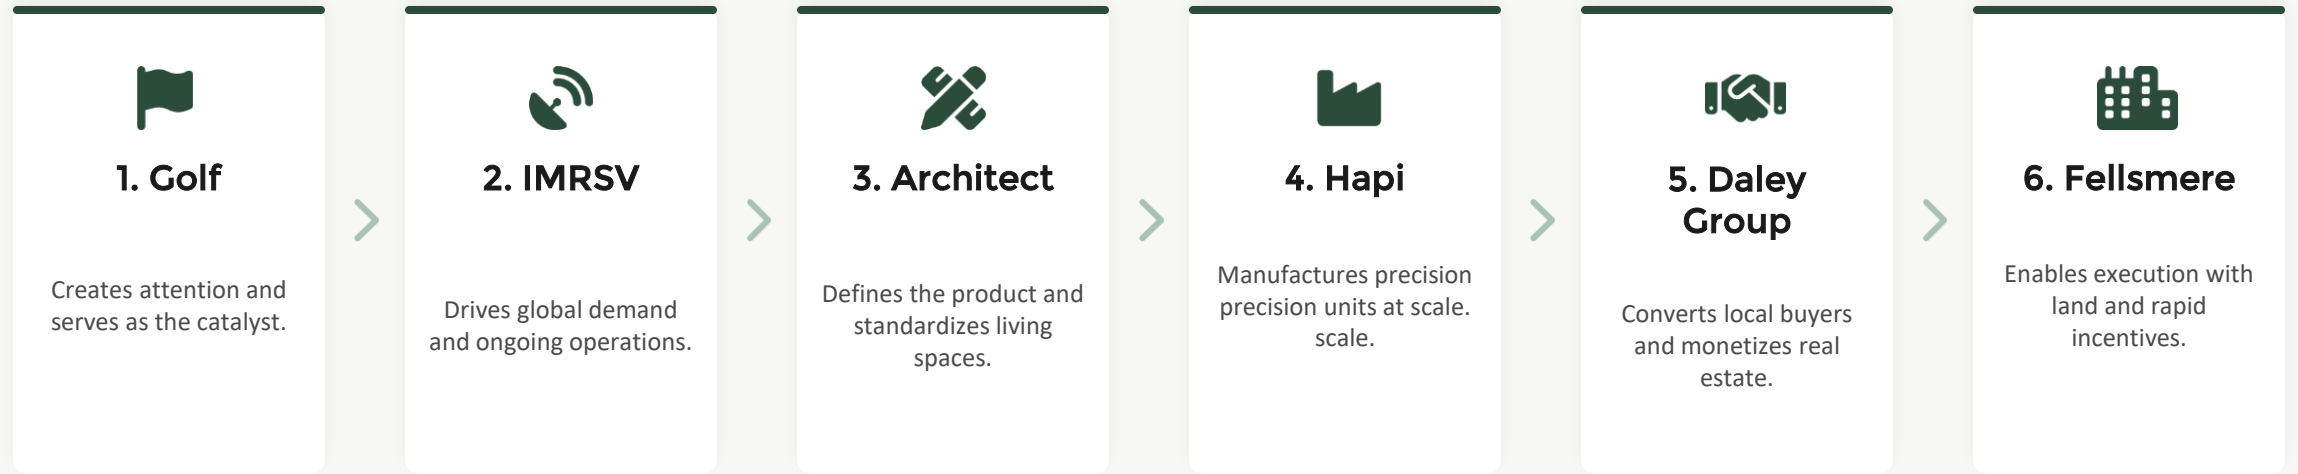 1. Golf
Creates attention and
serves as the catalyst.
2. IMRSV
Drives global demand
and ongoing operations.
3. Architect
Defines the product and
standardizes living
spaces.
4. Hapi
Manufactures precision
precision units at scale.
scale.
5. Daley
Group
Converts local buyers
and monetizes real
estate.
6. Fellsmere
Enables execution with
land and rapid
incentives.